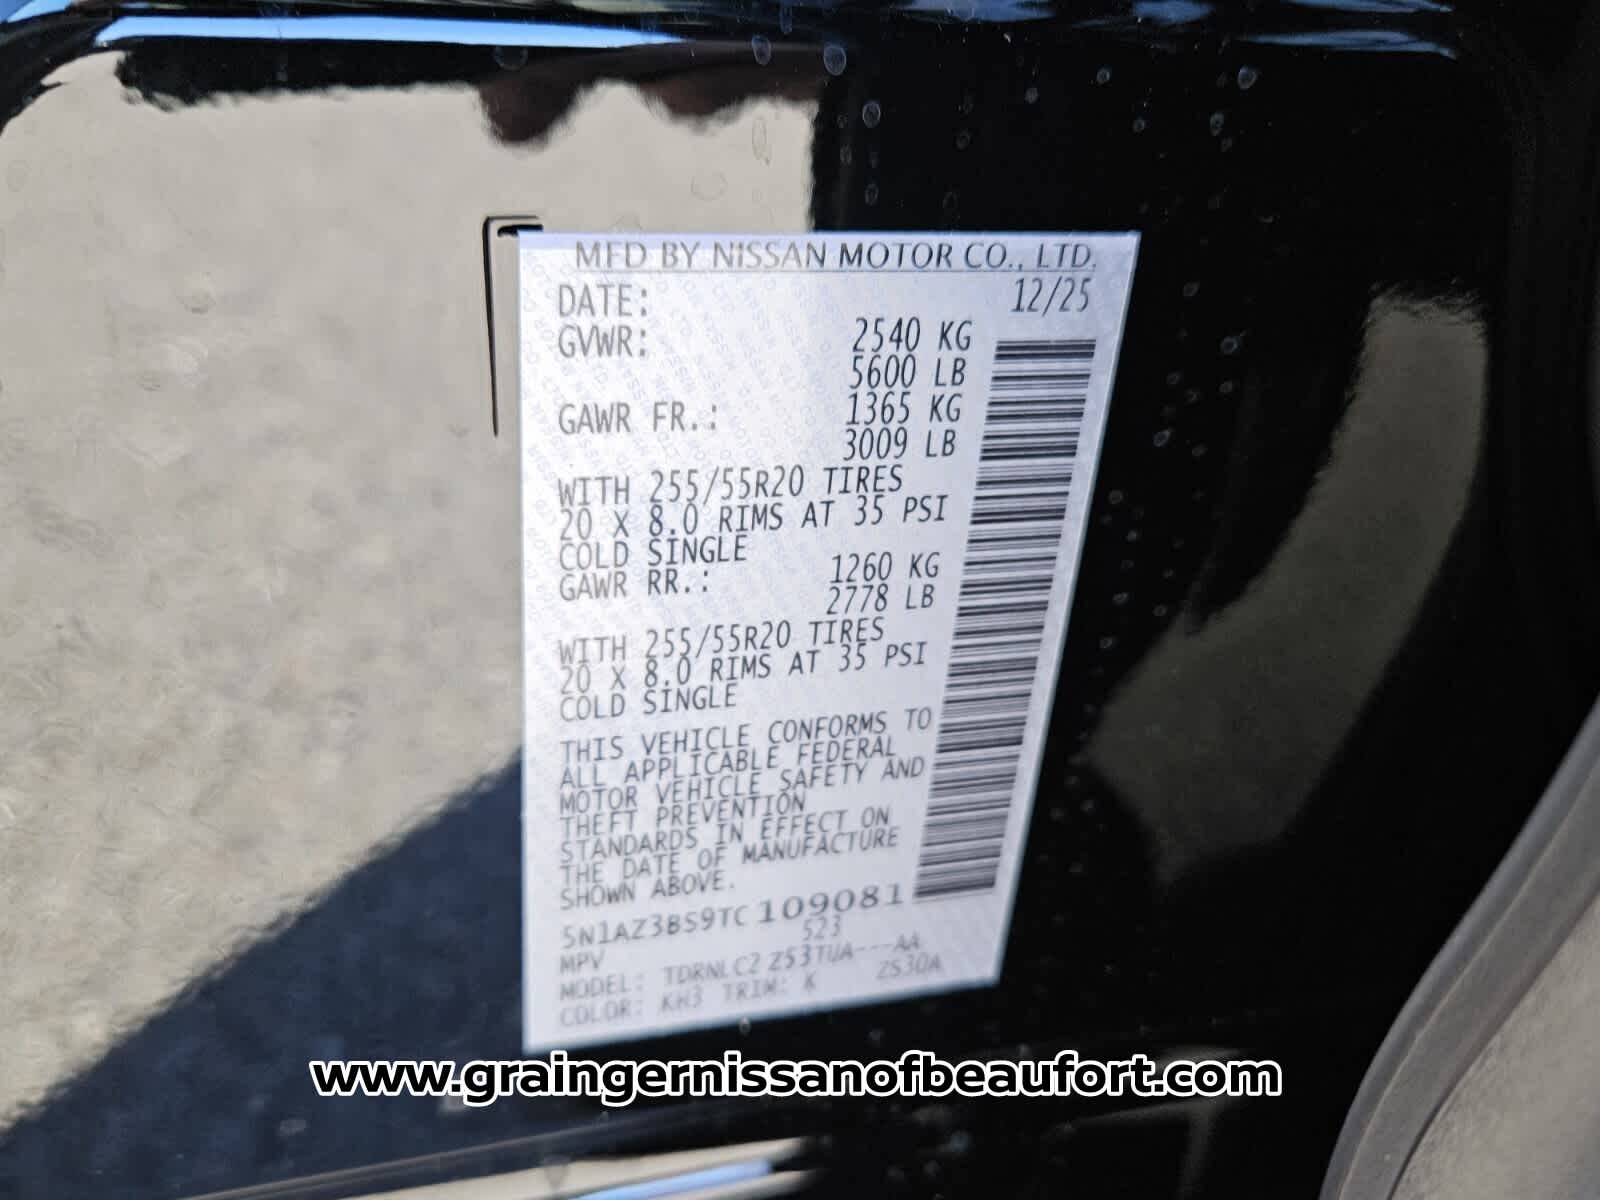 MFD BY NISSAN MOTOR CO., LTD.
DATE: 12/25
GVWR: 2540 KG
5600 LB
GAWR FR.: 1365 KG
3009 LB
WITH 255/55R20 TIRES
20 X 8.0 RIMS AT 35 PSI
COLD SINGLE
GAWR RR.: 1260 KG
2778 LB
WITH 255/55R20 TIRES
20 X 8.0 RIMS AT 35 PSI
COLD SINGLE
THIS VEHICLE CONFORMS TO
ALL APPLICABLE FEDERAL
MOTOR VEHICLE SAFETY AND
THEFT PREVENTION
STANDARDS IN EFFECT ON
THE DATE OF MANUFACTURE
SHOWN ABOVE.
5N1AZ3BS9TC109081
MPV 523
MODEL: TDRNLC2 Z53TUA---AA
COLOR: KH3 TRIM: K ZS30A
www.graingernissanofbeaufort.com